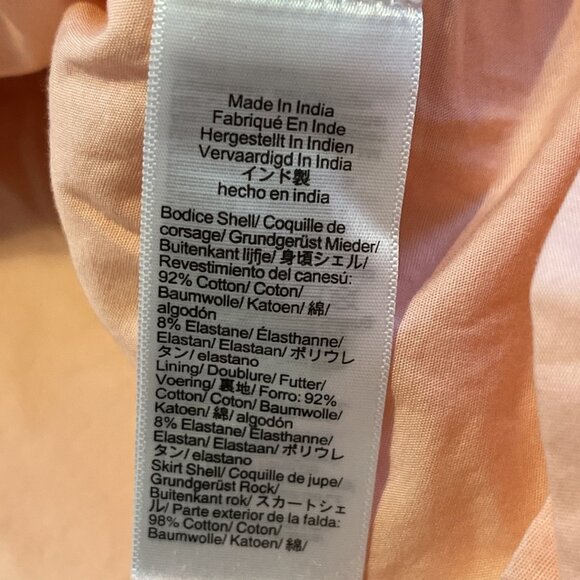 Made In India
Fabriqué En Inde
Hergestellt In Indien
Vervaardigd In India
インド製
hecho en india
Bodice Shell/ Coquille de
corsage/ Grundgerüst Mieder/
Buitenkant lijfje/ 身頃シェル/
Revestimiento del canesú:
92% Cotton/ Coton/
Baumwolle/ Katoen/ 綿/
algodón
8% Elastane/ Élasthanne/
Elastan/ Elastaan/ ポリウレ
タン/ elastano
Lining/ Doublure/ Futter/
Voering/ 裏地/ Forro: 92%
Cotton/ Coton/ Baumwolle/
Katoen/ 綿/ algodón
8% Elastane/ Élasthanne/
Elastan/ Elastaan/ ポリウレ
タン/ elastano
Skirt Shell/ Coquille de jupe/
Grundgerüst Rock/
Buitenkant rok/ スカートシェ
ル/ Parte exterior de la falda:
98% Cotton/ Coton/
Baumwolle/ Katoen/ 綿/